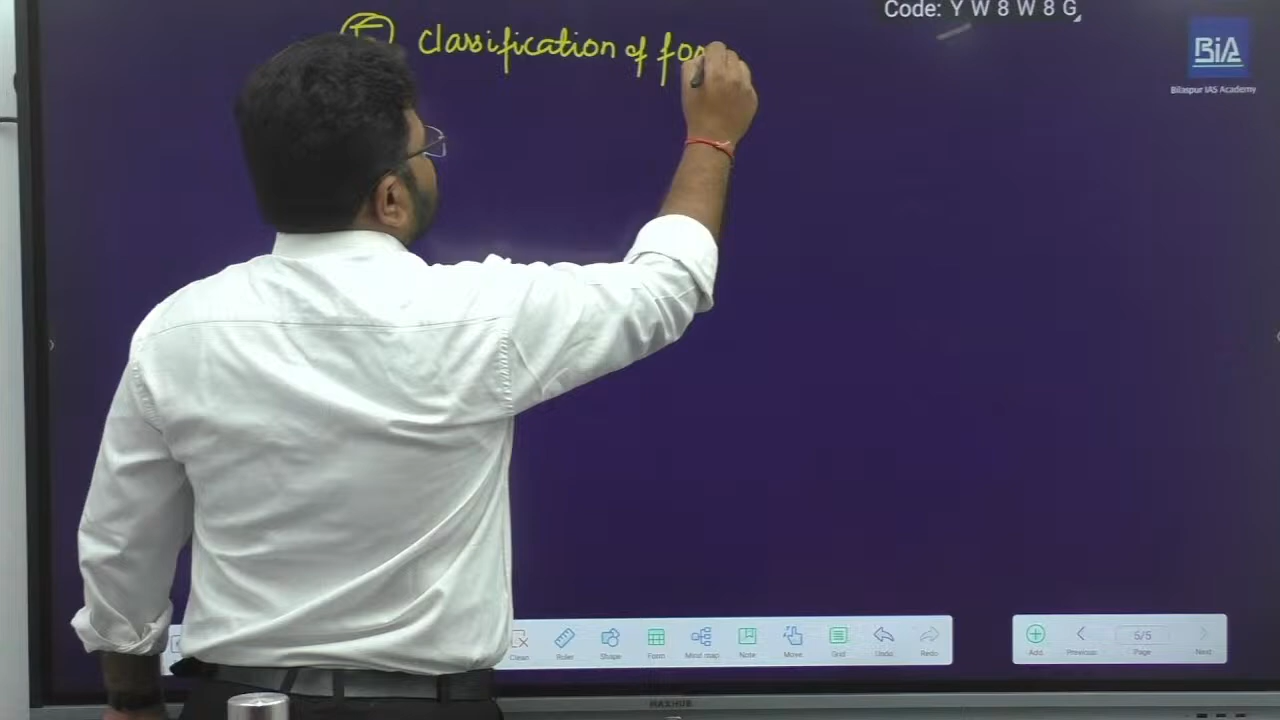 Code: Y W 8 W 8 G
classification of
BIA
Bilaspur IAS Academy
Clean
Ruler
Shape
Form
Mind map
Note
Move
Grid
Undo
Redo
Add
Previous
5/5
Page
Next
MAXHUB